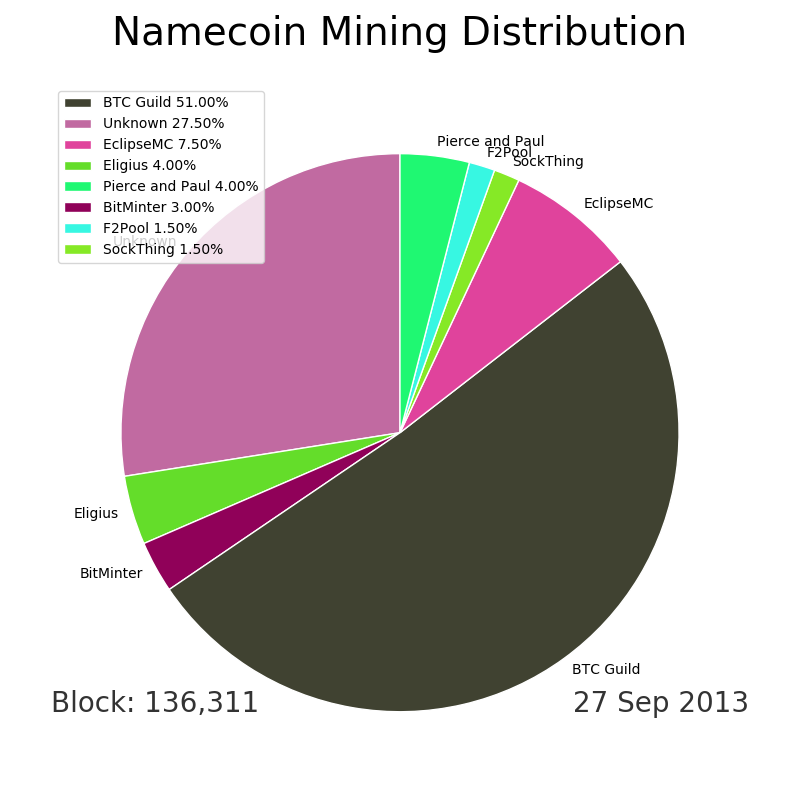 Namecoin Mining Distribution
BTC Guild 51.00%
Unknown 27.50%
EclipseMC 7.50%
Eligius 4.00%
Pierce and Paul 4.00%
BitMinter 3.00%
F2Pool 1.50%
SockThing 1.50%
Pierce and Paul
F2Pool
SockThing
EclipseMC
Unknown
Eligius
BitMinter
BTC Guild
Block: 136,311
27 Sep 2013